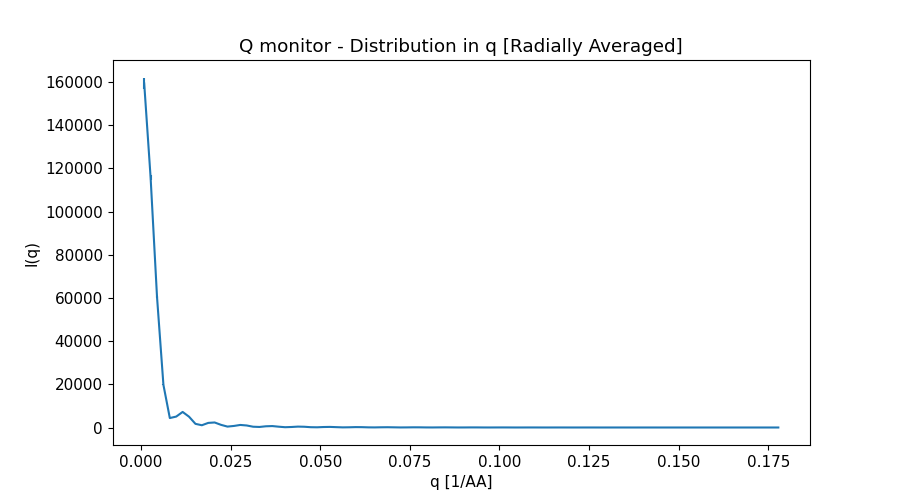 Q monitor - Distribution in q [Radially Averaged]
I(q)
160000
140000
120000
100000
80000
60000
40000
20000
0
0.000 0.025 0.050 0.075 0.100 0.125 0.150 0.175
q [1/AA]